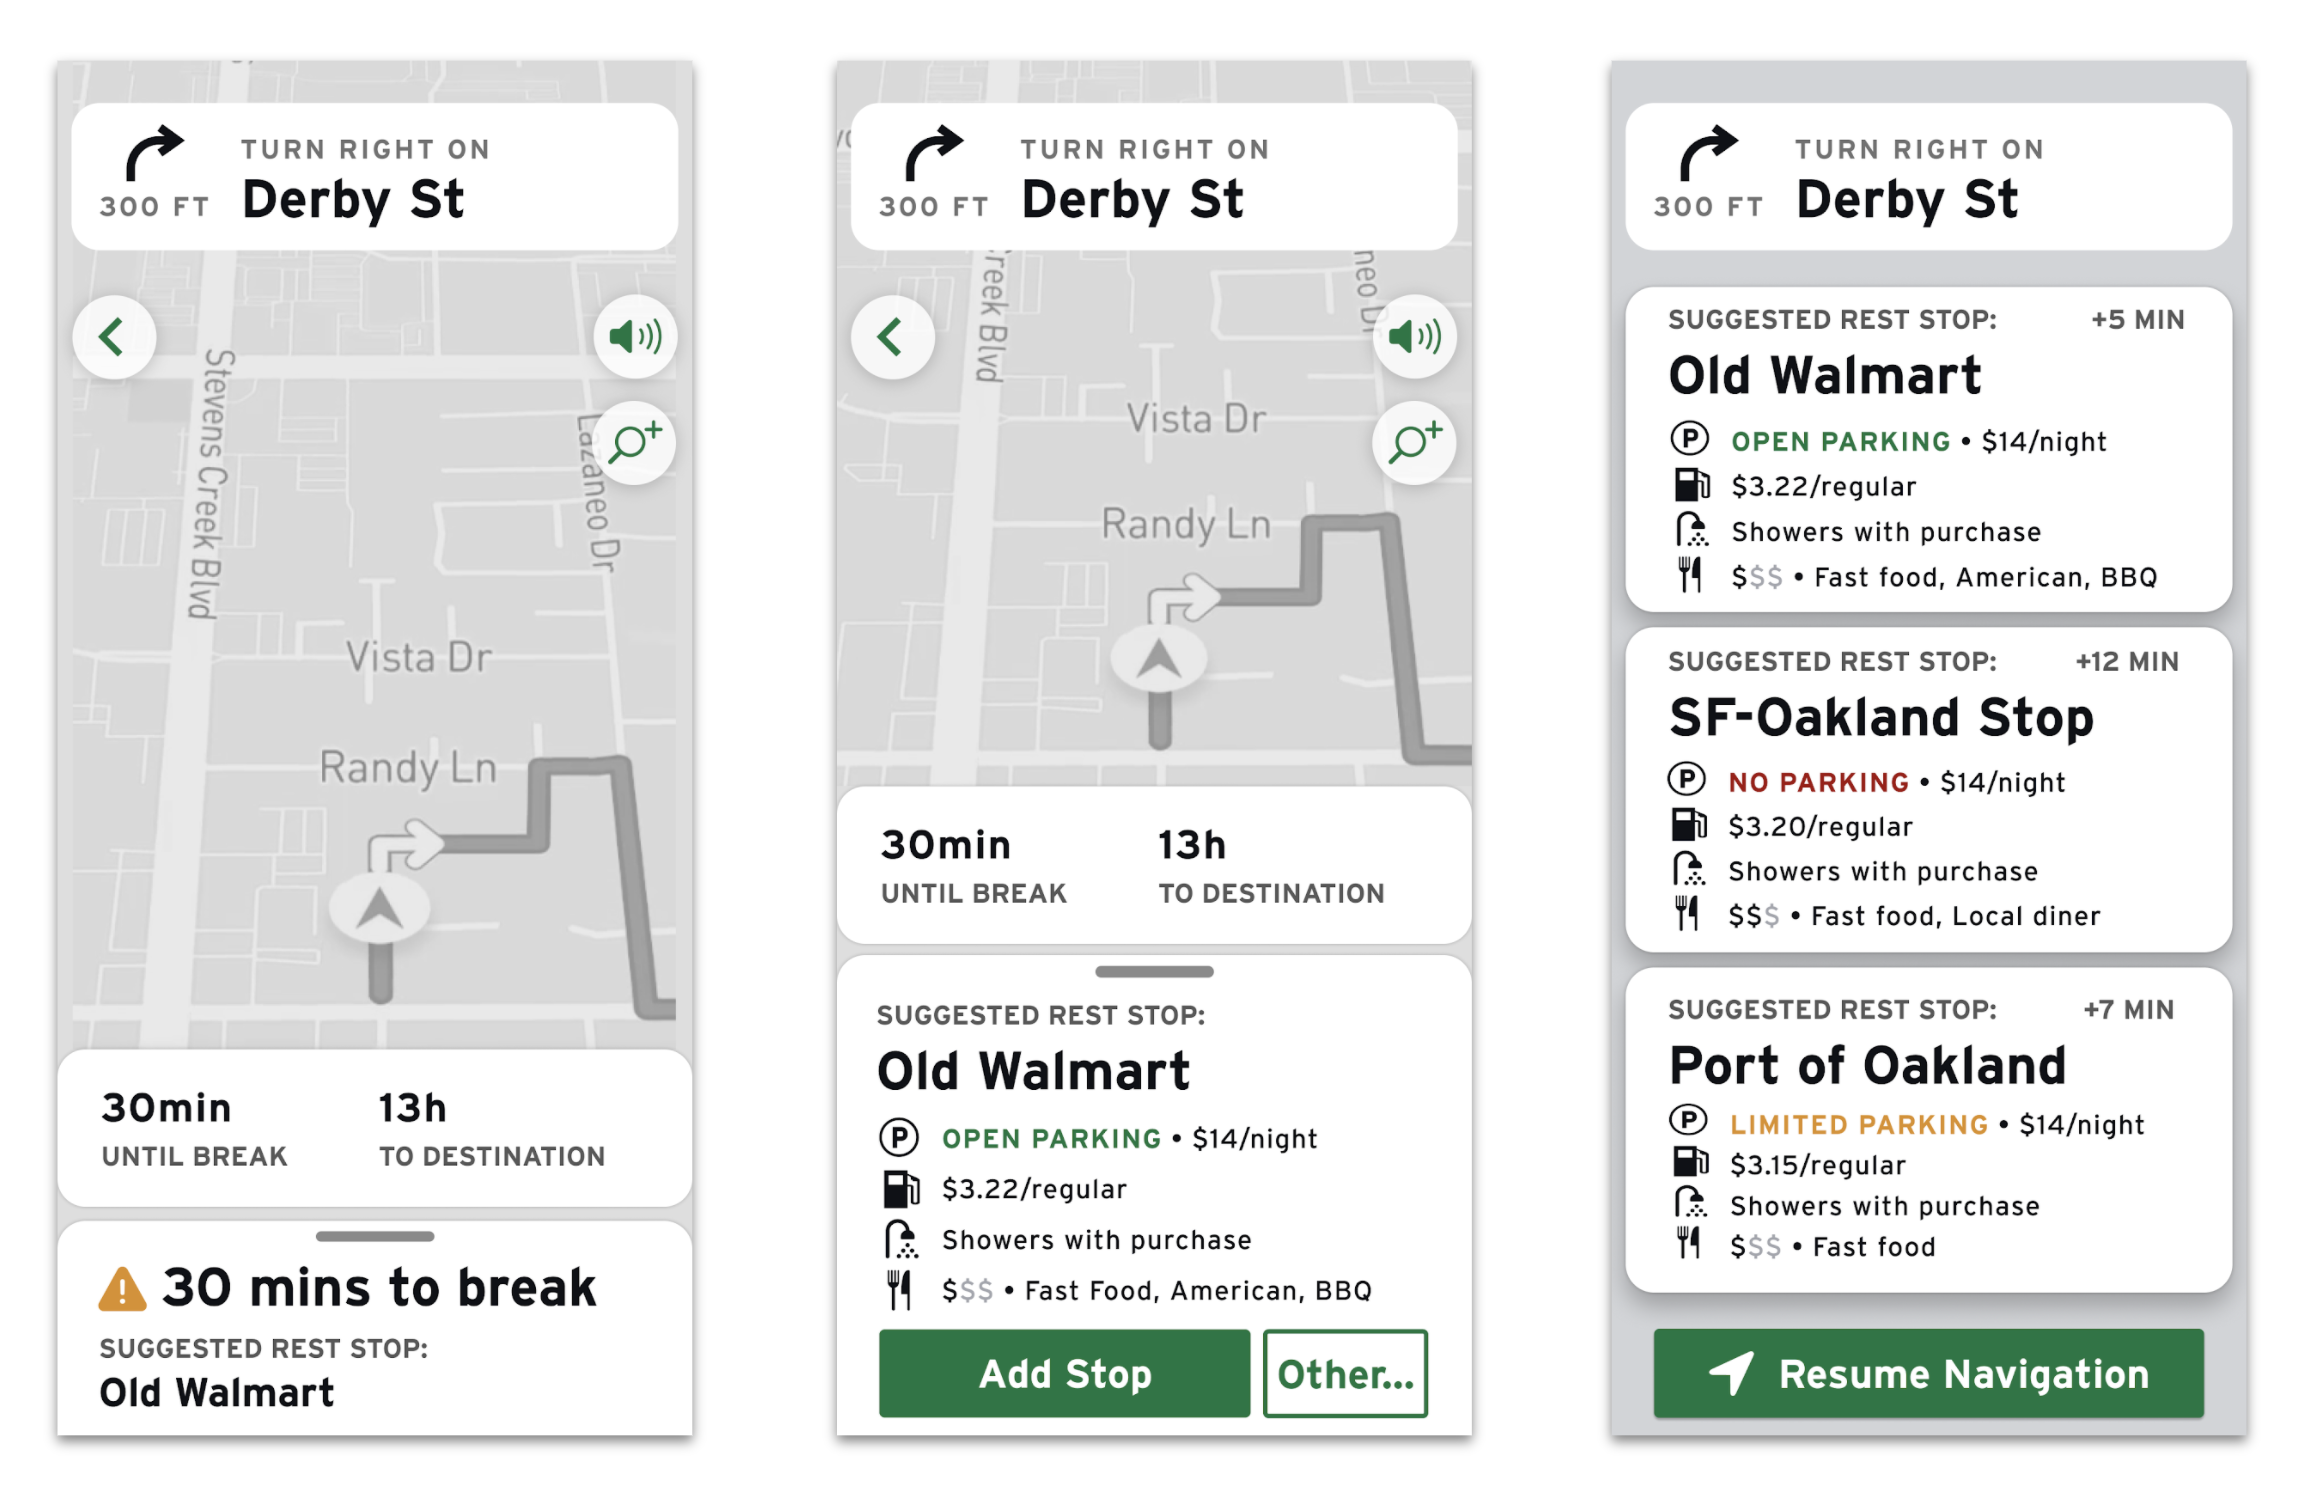 TURN RIGHT ON
300 FT Derby St
Stevens Creek Blvd
Lazaneo Dr
Vista Dr
Randy Ln
30min 13h
UNTIL BREAK TO DESTINATION
30 mins to break
SUGGESTED REST STOP:
Old Walmart
TURN RIGHT ON
300 FT Derby St
Creek Blvd
neo Dr
Vista Dr
Randy Ln
30min 13h
UNTIL BREAK TO DESTINATION
SUGGESTED REST STOP:
Old Walmart
P OPEN PARKING • $14/night
$3.22/regular
Showers with purchase
$$$ • Fast Food, American, BBQ
Add Stop Other...
TURN RIGHT ON
300 FT Derby St
SUGGESTED REST STOP: +5 MIN
Old Walmart
P OPEN PARKING • $14/night
$3.22/regular
Showers with purchase
$$$ • Fast food, American, BBQ
SUGGESTED REST STOP: +12 MIN
SF-Oakland Stop
P NO PARKING • $14/night
$3.20/regular
Showers with purchase
$$$ • Fast food, Local diner
SUGGESTED REST STOP: +7 MIN
Port of Oakland
P LIMITED PARKING • $14/night
$3.15/regular
Showers with purchase
$$$ • Fast food
Resume Navigation